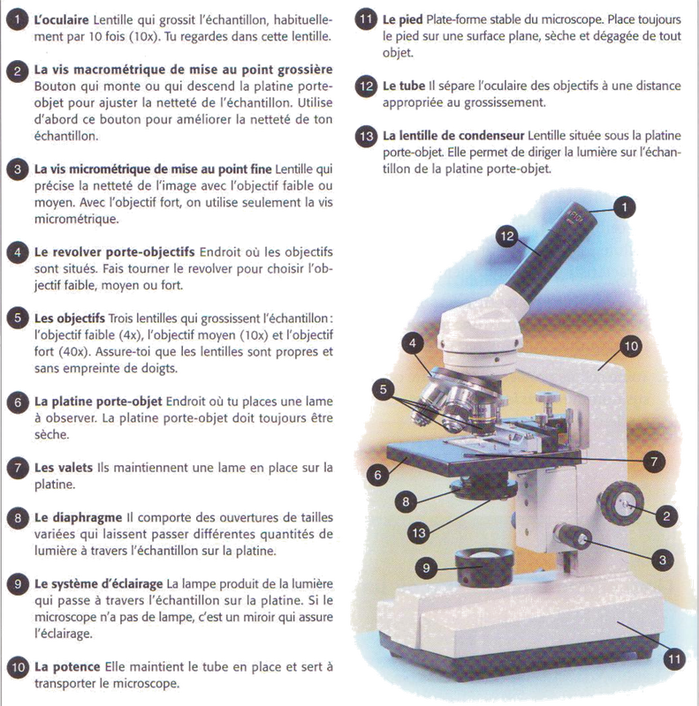 1 L'oculaire Lentille qui grossit l'échantillon, habituelle-
ment par 10 fois (10x). Tu regardes dans cette lentille.
2 La vis macrométrique de mise au point grossière
Bouton qui monte ou qui descend la platine porte-
objet pour ajuster la netteté de l'échantillon. Utilise
d'abord ce bouton pour améliorer la netteté de ton
échantillon.
3 La vis micrométrique de mise au point fine Lentille qui
précise la netteté de l'image avec l'objectif faible ou
moyen. Avec l'objectif fort, on utilise seulement la vis
micrométrique.
4 Le revolver porte-objectifs Endroit où les objectifs
sont situés. Fais tourner le revolver pour choisir l'ob-
jectif faible, moyen ou fort.
5 Les objectifs Trois lentilles qui grossissent l'échantillon :
l'objectif faible (4x), l'objectif moyen (10x) et l'objectif
fort (40x). Assure-toi que les lentilles sont propres et
sans empreinte de doigts.
6 La platine porte-objet Endroit où tu places une lame
à observer. La platine porte-objet doit toujours être
sèche.
7 Les valets Ils maintiennent une lame en place sur la
platine.
8 Le diaphragme Il comporte des ouvertures de tailles
variées qui laissent passer différentes quantités de
lumière à travers l'échantillon sur la platine.
9 Le système d'éclairage La lampe produit de la lumière
qui passe à travers l'échantillon sur la platine. Si le
microscope n'a pas de lampe, c'est un miroir qui assure
l'éclairage.
10 La potence Elle maintient le tube en place et sert à
transporter le microscope.
11 Le pied Plate-forme stable du microscope. Place toujours
le pied sur une surface plane, sèche et dégagée de tout
objet.
12 Le tube Il sépare l'oculaire des objectifs à une distance
appropriée au grossissement.
13 La lentille de condenseur Lentille située sous la platine
porte-objet. Elle permet de diriger la lumière sur l'échan-
tillon de la platine porte-objet.
1
12
10
4
5
7
6
8
2
13
3
9
11